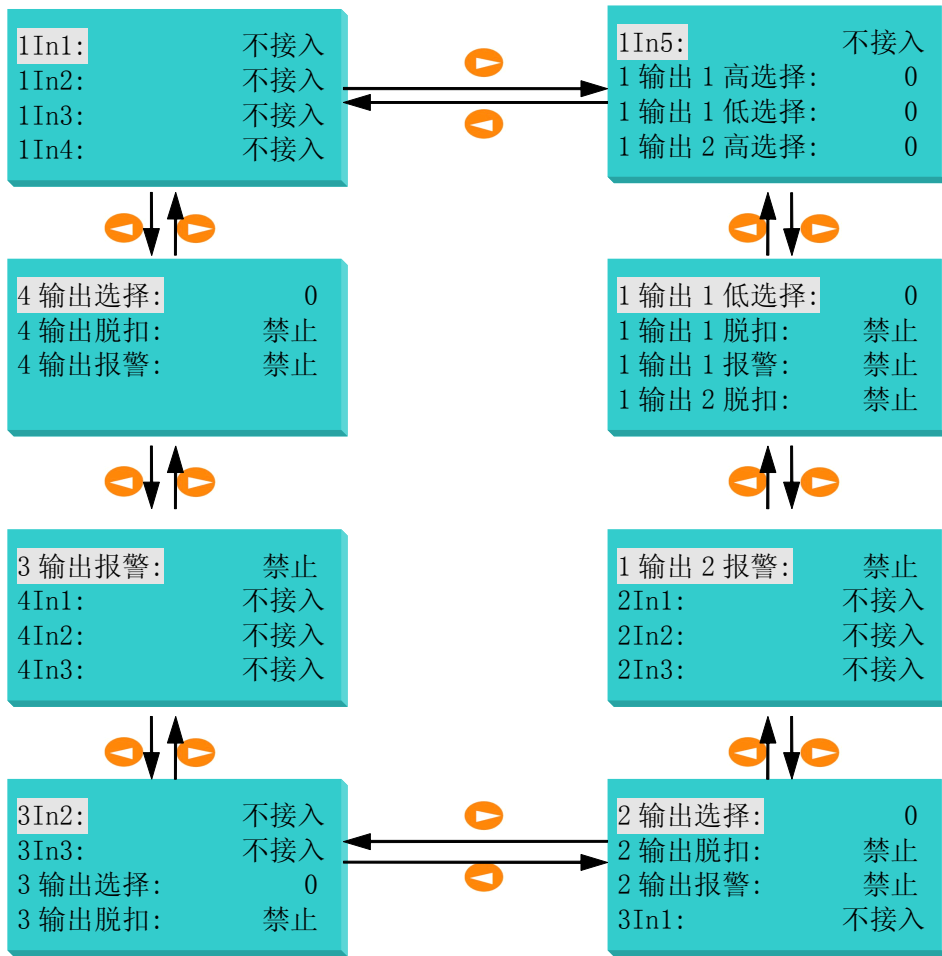 1In1: 不接入
1In2: 不接入
1In3: 不接入
1In4: 不接入
1In5: 不接入
1输出1高选择: 0
1输出1低选择: 0
1输出2高选择: 0
4输出选择: 0
4输出脱扣: 禁止
4输出报警: 禁止
1输出1低选择: 0
1输出1脱扣: 禁止
1输出1报警: 禁止
1输出2脱扣: 禁止
3输出报警: 禁止
4In1: 不接入
4In2: 不接入
4In3: 不接入
1输出2报警: 禁止
2In1: 不接入
2In2: 不接入
2In3: 不接入
3In2: 不接入
3In3: 不接入
3输出选择: 0
3输出脱扣: 禁止
2输出选择: 0
2输出脱扣: 禁止
2输出报警: 禁止
3In1: 不接入